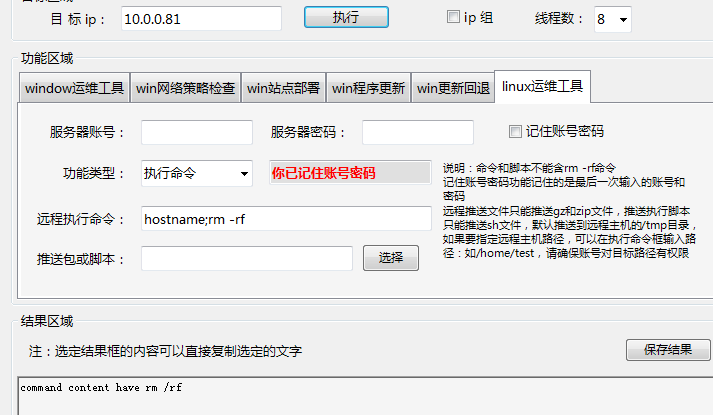 目 标 ip： 10.0.0.81 执行 ip 组 线程数： 8
功能区域
window运维工具 win网络策略检查 win站点部署 win程序更新 win更新回退 linux运维工具
服务器账号： 服务器密码： 记住账号密码
功能类型： 执行命令 你已记住账号密码
说明：命令和脚本不能含rm -rf命令
记住账号密码功能记住的是最后一次输入的账号和
密码
远程推送文件只能推送gz和zip文件，推送执行脚本
只能推送sh文件，默认推送到远程主机的/tmp目录，
如果要指定远程主机路径，可以在执行命令框输入路
径：如/home/test，请确保账号对目标路径有权限
远程执行命令： hostname;rm -rf
推送包或脚本： 选择
结果区域
注：选定结果框的内容可以直接复制选定的文字 保存结果
command content have rm /rf